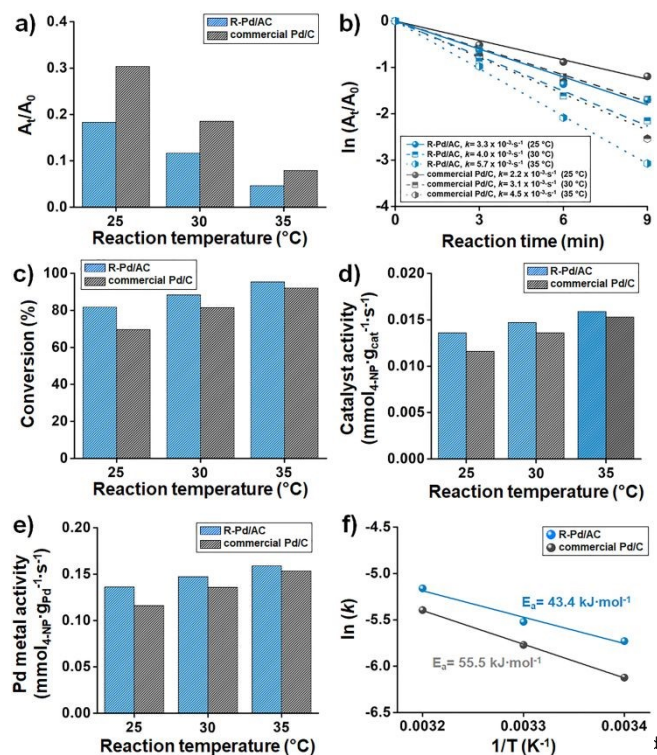 a)
R-Pd/AC
commercial Pd/C
0.4
0.3
0.2
0.1
0.0
Aₜ/A₀
25 30 35
Reaction temperature (°C)
b)
0
-1
-2
-3
-4
ln (Aₜ/A₀)
R-Pd/AC, k= 3.3 x 10⁻³·s⁻¹ (25 °C)
R-Pd/AC, k= 4.0 x 10⁻³·s⁻¹ (30 °C)
R-Pd/AC, k= 5.7 x 10⁻³·s⁻¹ (35 °C)
commercial Pd/C, k= 2.2 x 10⁻³·s⁻¹ (25 °C)
commercial Pd/C, k= 3.1 x 10⁻³·s⁻¹ (30 °C)
commercial Pd/C, k= 4.5 x 10⁻³·s⁻¹ (35 °C)
0 3 6 9
Reaction time (min)
c)
R-Pd/AC
commercial Pd/C
100
80
60
40
20
0
Conversion (%)
25 30 35
Reaction temperature (°C)
d)
R-Pd/AC
commercial Pd/C
0.020
0.015
0.010
0.005
0.000
Catalyst activity
(mmol₄₋NP·gcat⁻¹·s⁻¹)
25 30 35
Reaction temperature (°C)
e)
R-Pd/AC
commercial Pd/C
0.20
0.15
0.10
0.05
0.00
Pd metal activity
(mmol₄₋NP·gPd⁻¹·s⁻¹)
25 30 35
Reaction temperature (°C)
f)
R-Pd/AC
commercial Pd/C
-4.5
-5.0
-5.5
-6.0
-6.5
ln (k)
Eₐ= 43.4 kJ·mol⁻¹
Eₐ= 55.5 kJ·mol⁻¹
0.0032 0.0033 0.0034
1/T (K⁻¹)